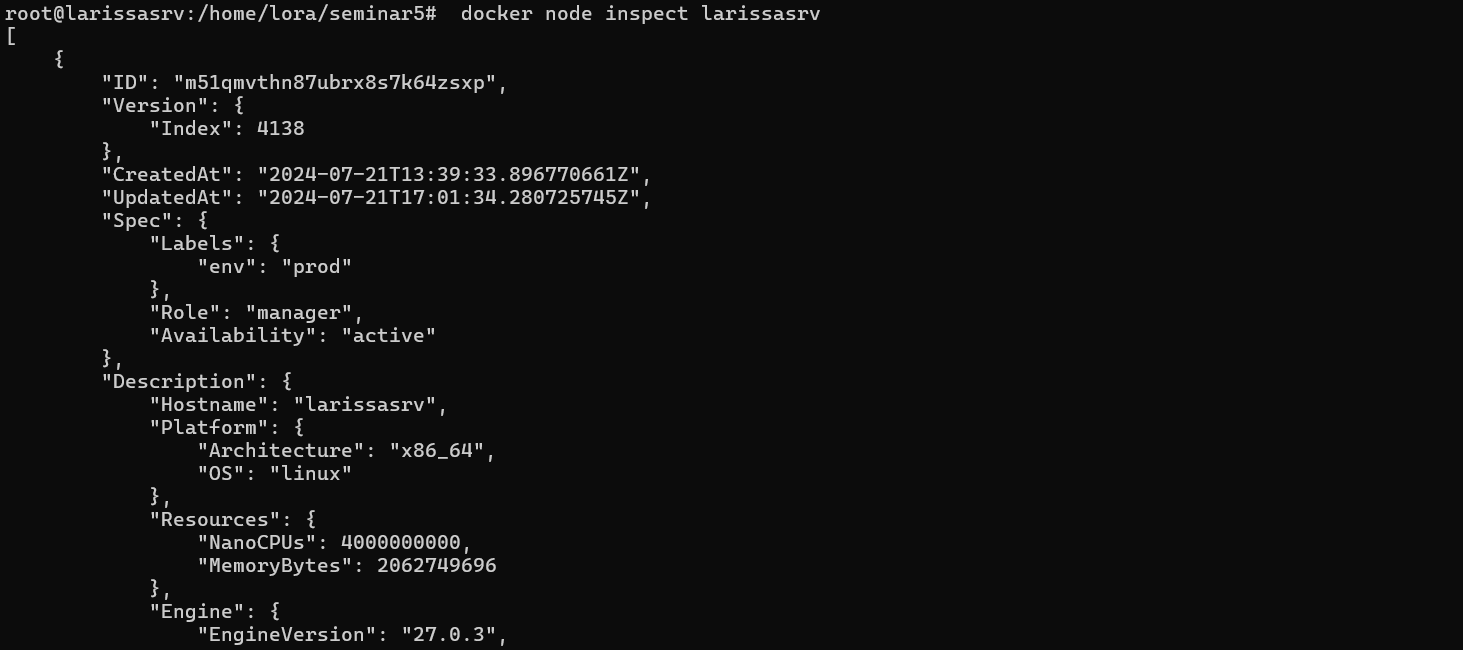 root@larissasrv:/home/lora/seminar5#  docker node inspect larissasrv
[
    {
        "ID": "m51qmvthn87ubrx8s7k64zsxp",
        "Version": {
            "Index": 4138
        },
        "CreatedAt": "2024-07-21T13:39:33.896770661Z",
        "UpdatedAt": "2024-07-21T17:01:34.280725745Z",
        "Spec": {
            "Labels": {
                "env": "prod"
            },
            "Role": "manager",
            "Availability": "active"
        },
        "Description": {
            "Hostname": "larissasrv",
            "Platform": {
                "Architecture": "x86_64",
                "OS": "linux"
            },
            "Resources": {
                "NanoCPUs": 4000000000,
                "MemoryBytes": 2062749696
            },
            "Engine": {
                "EngineVersion": "27.0.3",